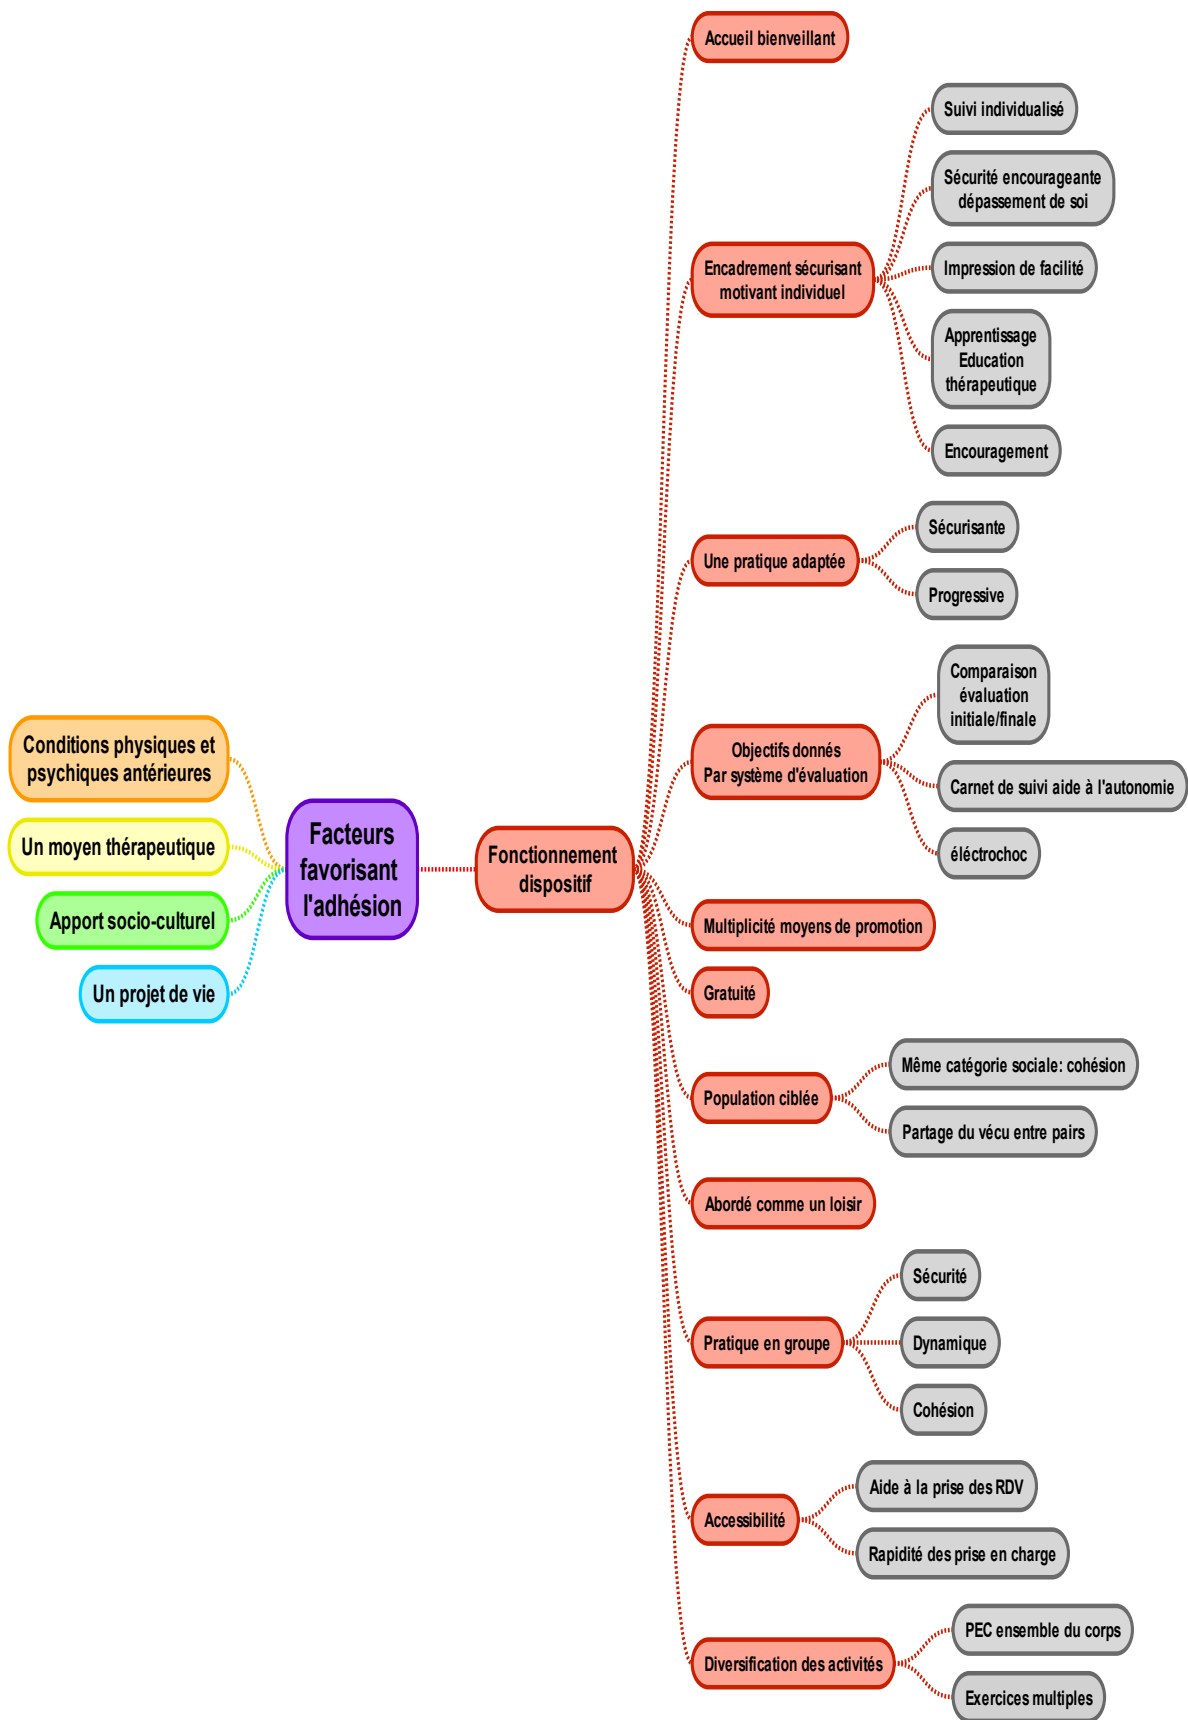 Conditions physiques et
psychiques antérieures
Un moyen thérapeutique
Apport socio-culturel
Un projet de vie
Facteurs
favorisant
l'adhésion
Fonctionnement
dispositif
Accueil bienveillant
Encadrement sécurisant
motivant individuel
Suivi individualisé
Sécurité encourageante
dépassement de soi
Impression de facilité
Apprentissage
Education
thérapeutique
Encouragement
Une pratique adaptée
Sécurisante
Progressive
Objectifs donnés
Par système d'évaluation
Comparaison
évaluation
initiale/finale
Carnet de suivi aide à l'autonomie
éléctrochoc
Multiplicité moyens de promotion
Gratuité
Population ciblée
Même catégorie sociale: cohésion
Partage du vécu entre pairs
Abordé comme un loisir
Pratique en groupe
Sécurité
Dynamique
Cohésion
Accessibilité
Aide à la prise des RDV
Rapidité des prise en charge
Diversification des activités
PEC ensemble du corps
Exercices multiples